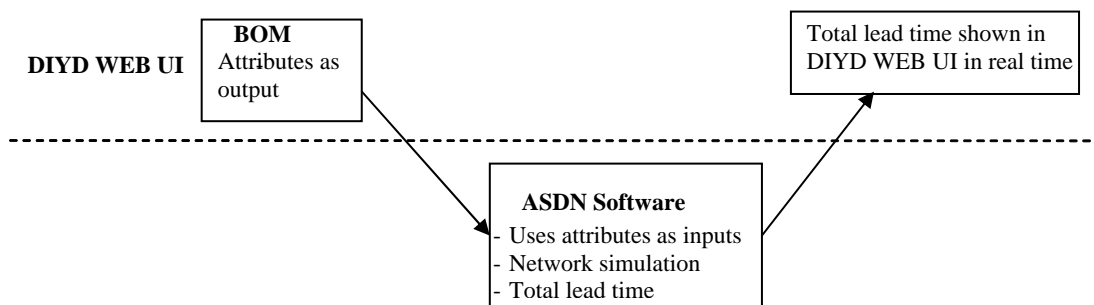 DIYD WEB UI
BOM
Attributes as
output
Total lead time shown in
DIYD WEB UI in real time
ASDN Software
- Uses attributes as inputs
- Network simulation
- Total lead time